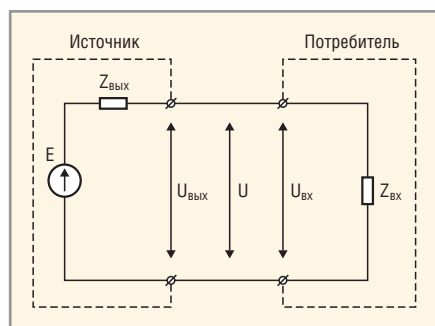 Источник
Потребитель
Zвых
E
Uвых
U
Uвх
Zвх